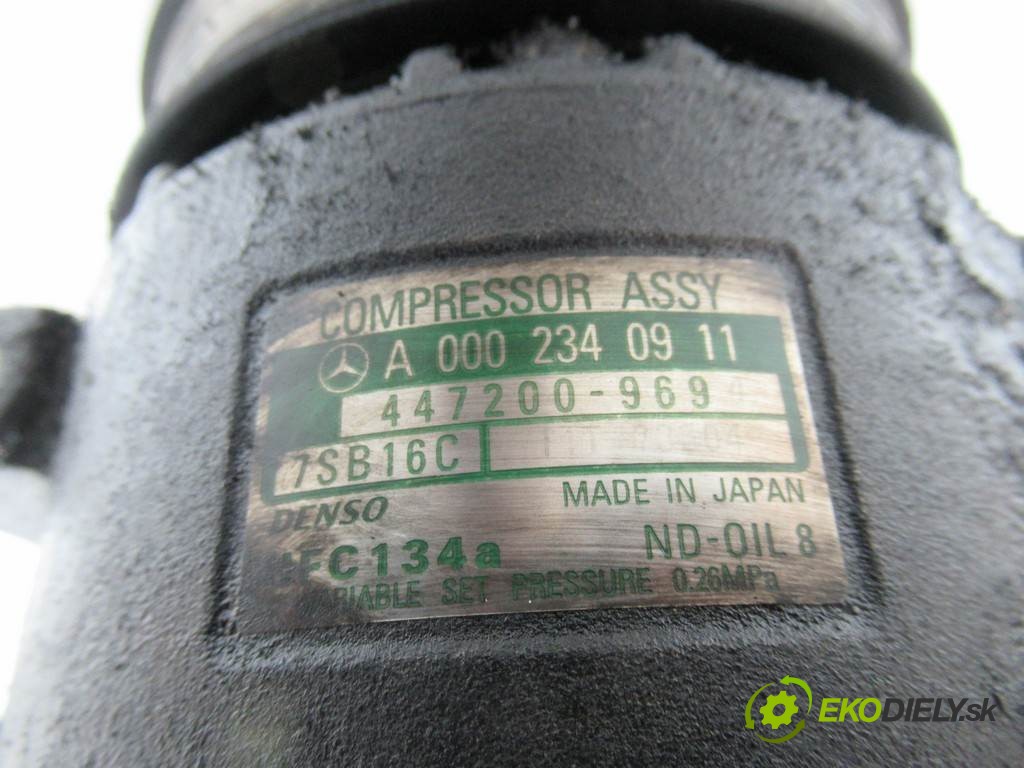 COMPRESSOR ASSY
A 000 234 09 11
447200-969
7SB16C
DENSO MADE IN JAPAN
ND-OIL 8
VARIABLE SET PRESSURE 0.26MPa
EKODIELY.sk